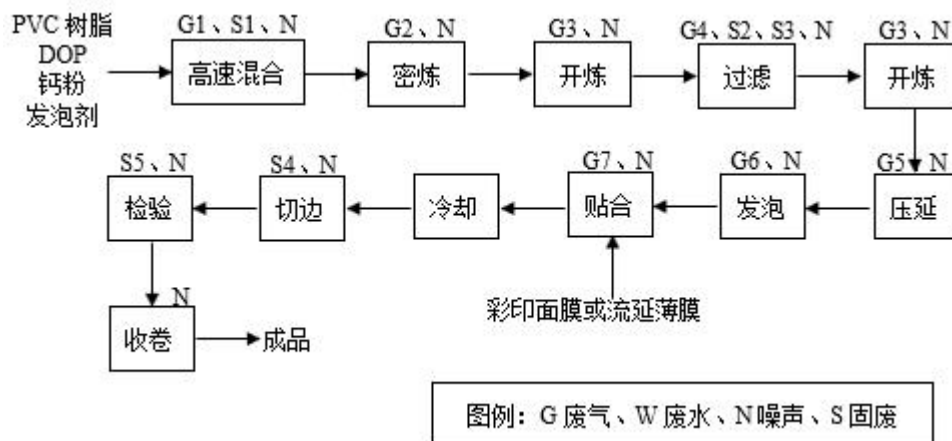 PVC 树脂
DOP
钙粉
发泡剂
G1、S1、N
高速混合
G2、N
密炼
G3、N
开炼
G4、S2、S3、N
过滤
G3、N
开炼
G5、N
压延
G6、N
发泡
G7、N
贴合
彩印面膜或流延薄膜
冷却
S4、N
切边
S5、N
检验
N
收卷
成品
图例：G 废气、W 废水、N 噪声、S 固废